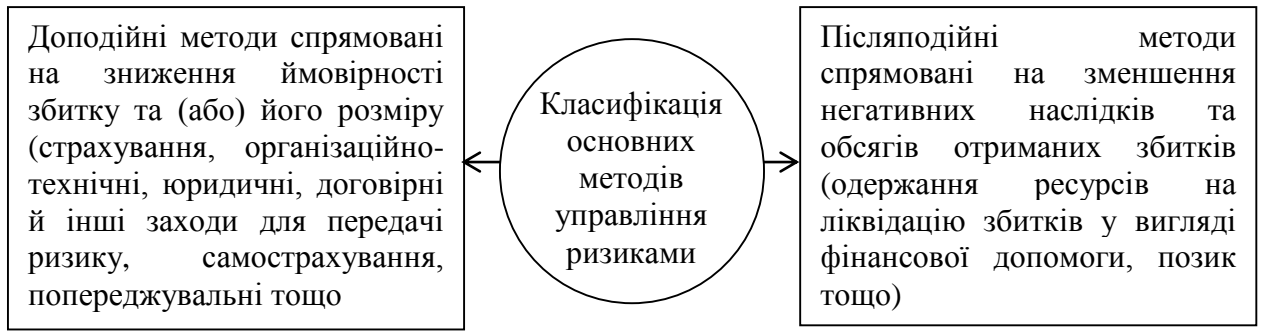 Доподійні методи спрямовані
на зниження ймовірності
збитку та (або) його розміру
(страхування, організаційно-
технічні, юридичні, договірні
й інші заходи для передачі
ризику, самострахування,
попереджувальні тощо
Класифікація
основних
методів
управління
ризиками
Післяподійні методи
спрямовані на зменшення
негативних наслідків та
обсягів отриманих збитків
(одержання ресурсів на
ліквідацію збитків у вигляді
фінансової допомоги, позик
тощо)